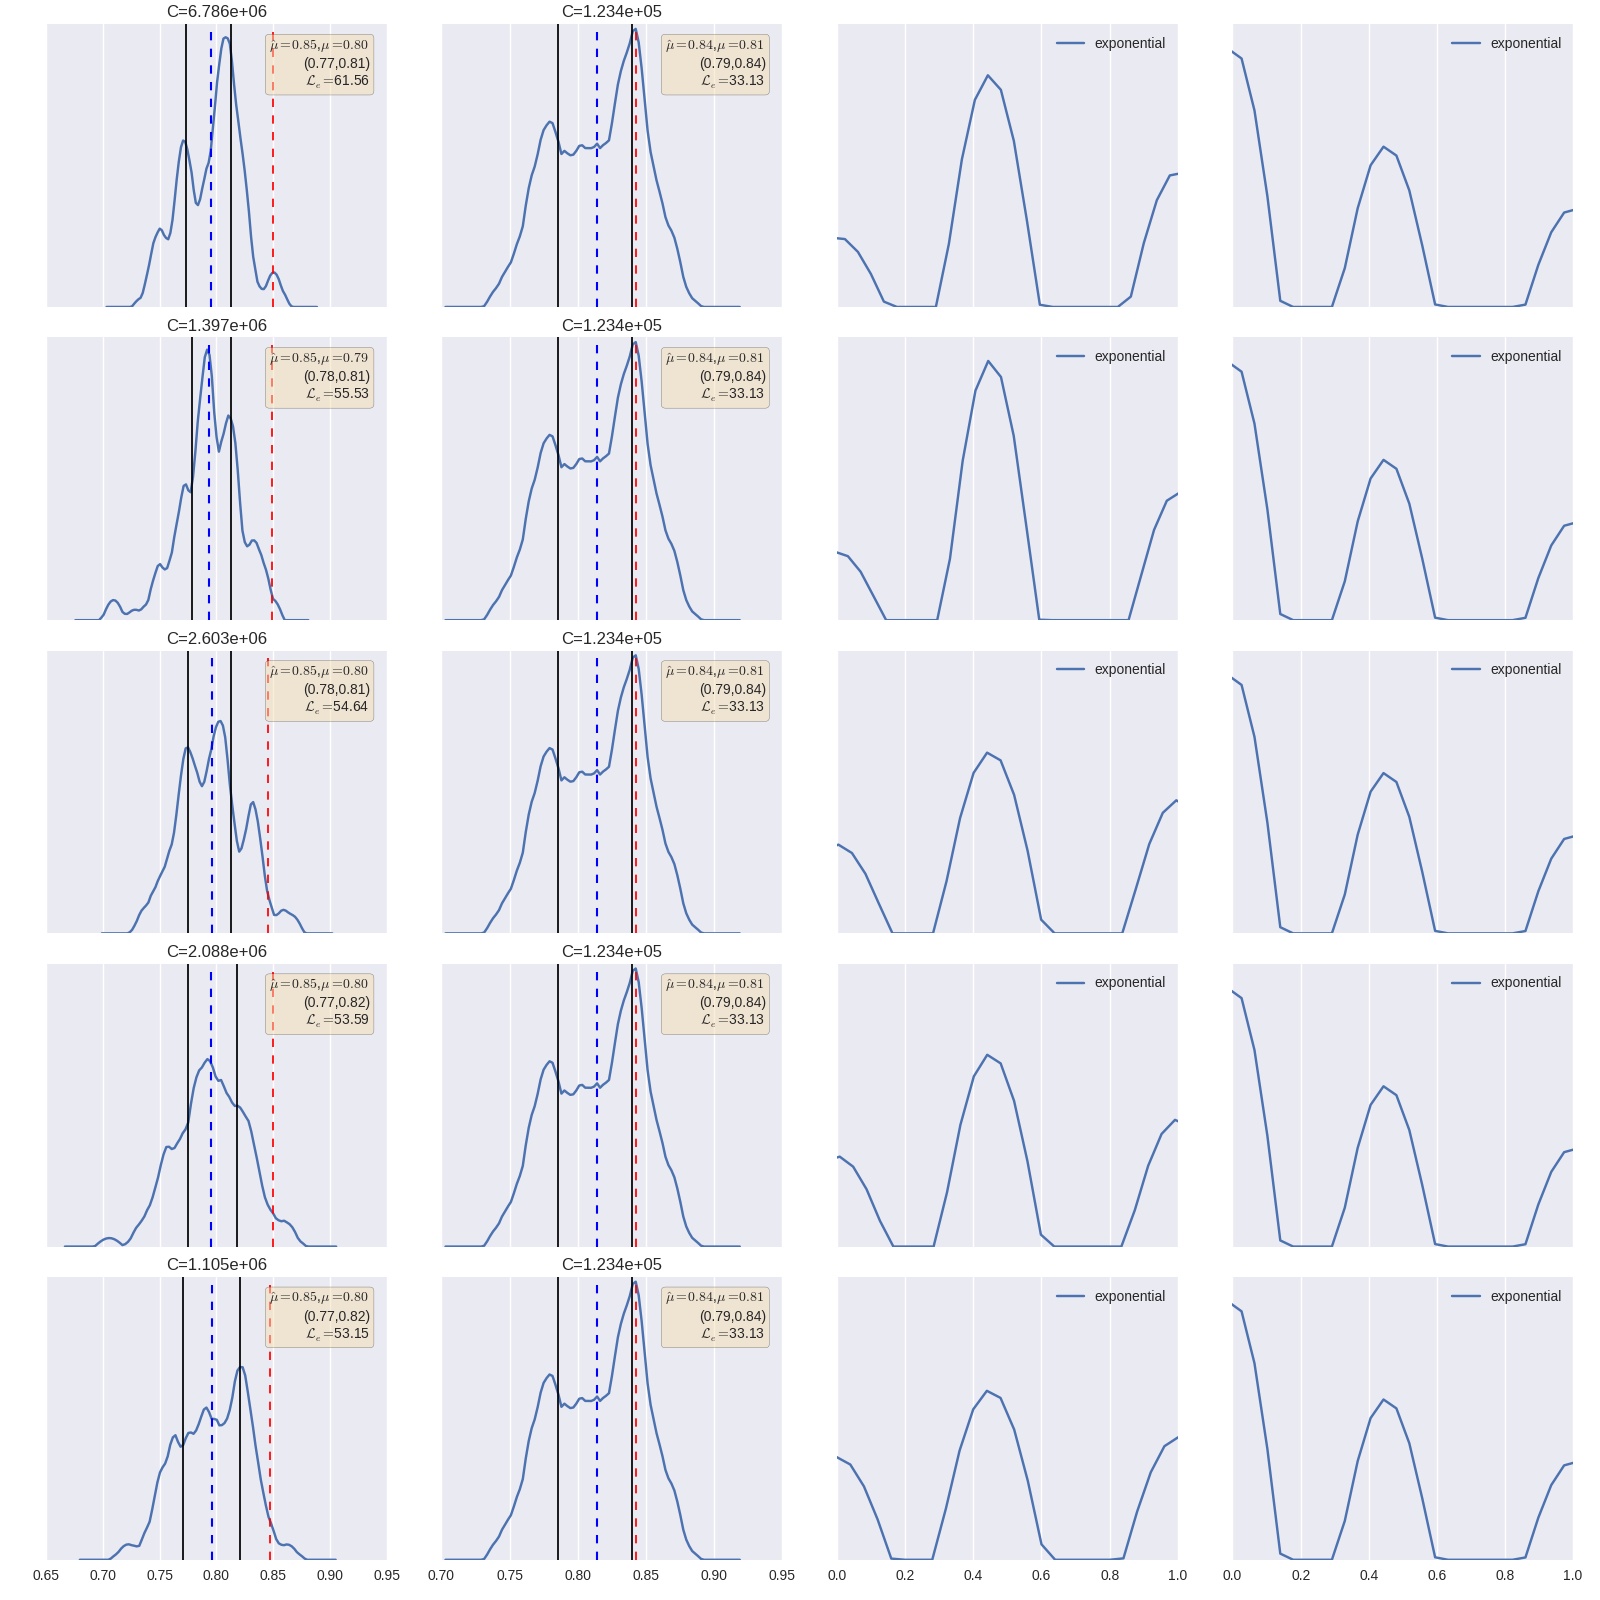 C=6.786e+06
μ̂=0.85,μ=0.80
(0.77,0.81)
ℒₑ=61.56
C=1.234e+05
μ̂=0.84,μ=0.81
(0.79,0.84)
ℒₑ=33.13
exponential
exponential
C=1.397e+06
μ̂=0.85,μ=0.79
(0.78,0.81)
ℒₑ=55.53
C=1.234e+05
μ̂=0.84,μ=0.81
(0.79,0.84)
ℒₑ=33.13
exponential
exponential
C=2.603e+06
μ̂=0.85,μ=0.80
(0.78,0.81)
ℒₑ=54.64
C=1.234e+05
μ̂=0.84,μ=0.81
(0.79,0.84)
ℒₑ=33.13
exponential
exponential
C=2.088e+06
μ̂=0.85,μ=0.80
(0.77,0.82)
ℒₑ=53.59
C=1.234e+05
μ̂=0.84,μ=0.81
(0.79,0.84)
ℒₑ=33.13
exponential
exponential
C=1.105e+06
μ̂=0.85,μ=0.80
(0.77,0.82)
ℒₑ=53.15
C=1.234e+05
μ̂=0.84,μ=0.81
(0.79,0.84)
ℒₑ=33.13
exponential
exponential
0.65 0.70 0.75 0.80 0.85 0.90 0.95
0.70 0.75 0.80 0.85 0.90 0.95
0.0 0.2 0.4 0.6 0.8 1.0
0.0 0.2 0.4 0.6 0.8 1.0